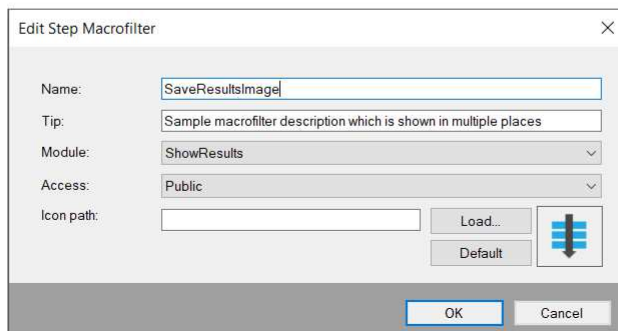 Edit Step Macrofilter
Name: SaveResultsImage
Tip: Sample macrofilter description which is shown in multiple places
Module: ShowResults
Access: Public
Icon path: Load...
Default
OK Cancel